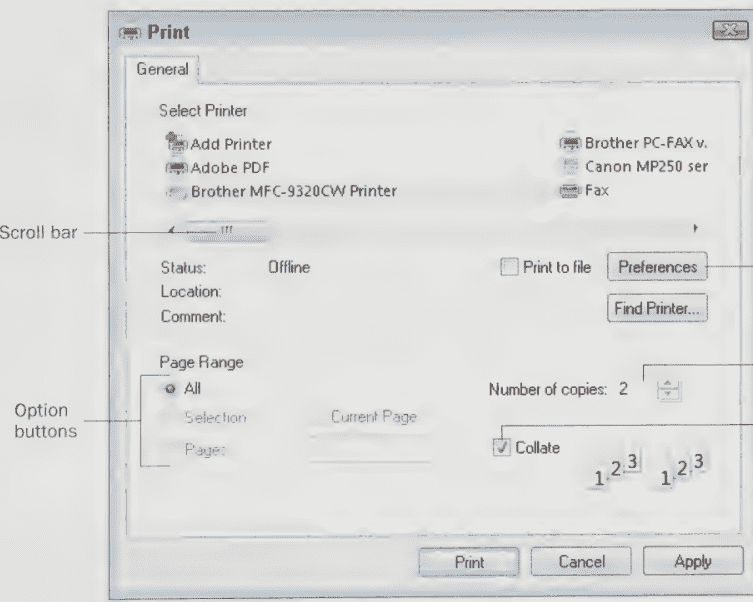 Print
General
Select Printer
Add Printer
Adobe PDF
Brother MFC-9320CW Printer
Brother PC-FAX v.
Canon MP250 ser
Fax
Scroll bar
Status: Offline
Location:
Comment:
Print to file
Preferences
Find Printer...
Page Range
All
Selection
Current Page
Pages
Option
buttons
Number of copies: 2
Collate
1 2 3 1 2 3
Print
Cancel
Apply